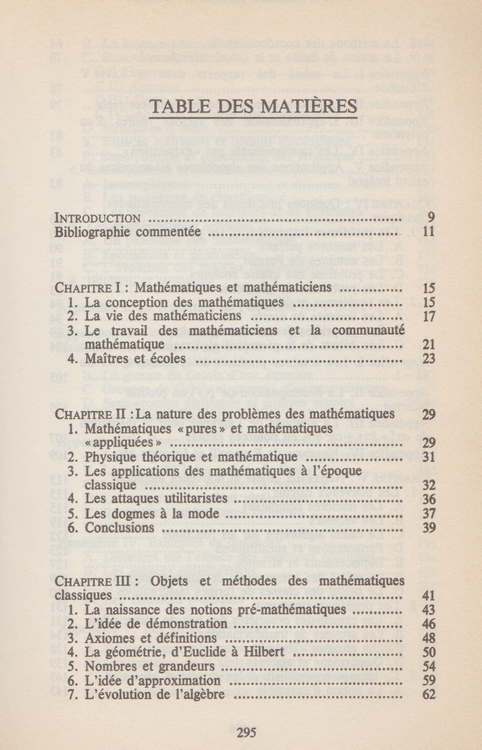 TABLE DES MATIÈRES
INTRODUCTION ........ 9
Bibliographie commentée ........ 11
CHAPITRE I : Mathématiques et mathématiciens ........ 15
1. La conception des mathématiques ........ 15
2. La vie des mathématiciens ........ 17
3. Le travail des mathématiciens et la communauté
mathématique ........ 21
4. Maîtres et écoles ........ 23
CHAPITRE II : La nature des problèmes des mathématiques 29
1. Mathématiques «pures» et mathématiques
«appliquées» ........ 29
2. Physique théorique et mathématique ........ 31
3. Les applications des mathématiques à l'époque
classique ........ 32
4. Les attaques utilitaristes ........ 36
5. Les dogmes à la mode ........ 37
6. Conclusions ........ 39
CHAPITRE III : Objets et méthodes des mathématiques
classiques ........ 41
1. La naissance des notions pré-mathématiques ........ 43
2. L'idée de démonstration ........ 46
3. Axiomes et définitions ........ 48
4. La géométrie, d'Euclide à Hilbert ........ 50
5. Nombres et grandeurs ........ 54
6. L'idée d'approximation ........ 59
7. L'évolution de l'algèbre ........ 62
295